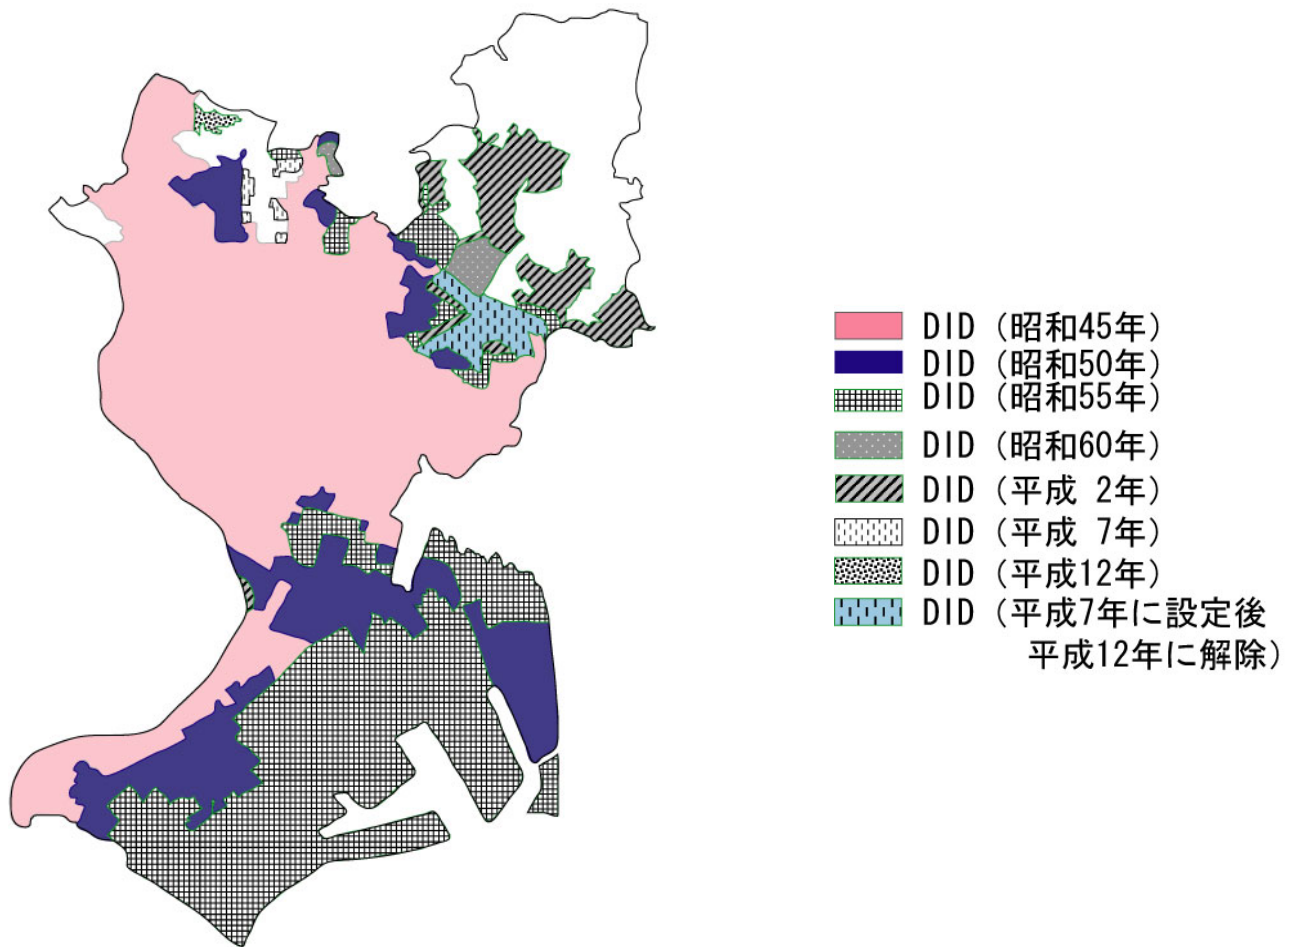 DID（昭和45年）
DID（昭和50年）
DID（昭和55年）
DID（昭和60年）
DID（平成 2年）
DID（平成 7年）
DID（平成12年）
DID（平成7年に設定後
平成12年に解除）